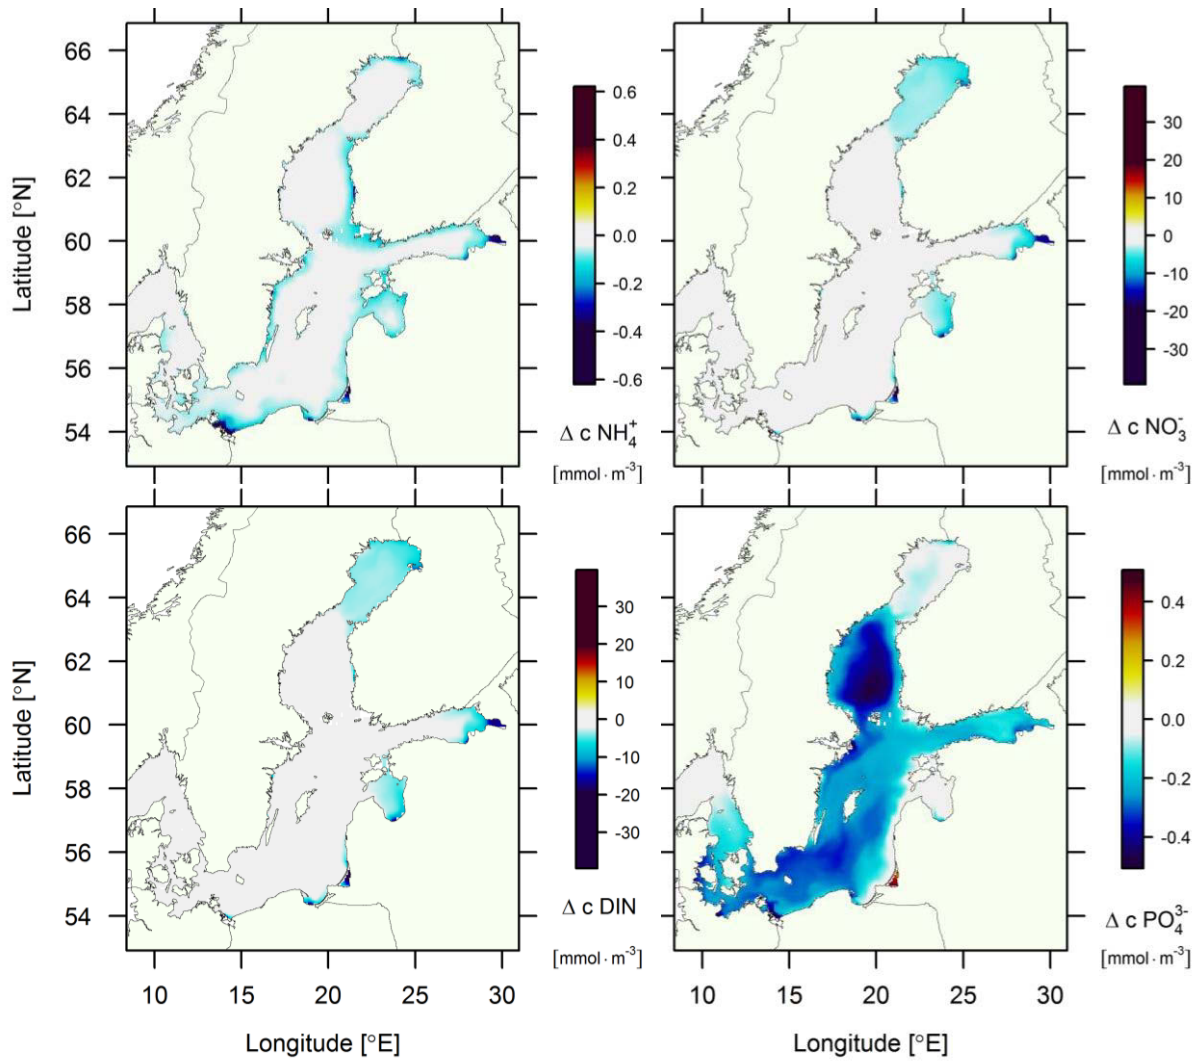 66
64
62
60
58
56
54
Latitude [°N]
0.6
0.4
0.2
0.0
-0.2
-0.4
-0.6
Δ c NH₄⁺
[mmol · m⁻³]
30
20
10
0
-10
-20
-30
Δ c NO₃⁻
[mmol · m⁻³]
66
64
62
60
58
56
54
Latitude [°N]
30
20
10
0
-10
-20
-30
Δ c DIN
[mmol · m⁻³]
0.4
0.2
0.0
-0.2
-0.4
Δ c PO₄³⁻
[mmol · m⁻³]
10 15 20 25 30
Longitude [°E]
10 15 20 25 30
Longitude [°E]